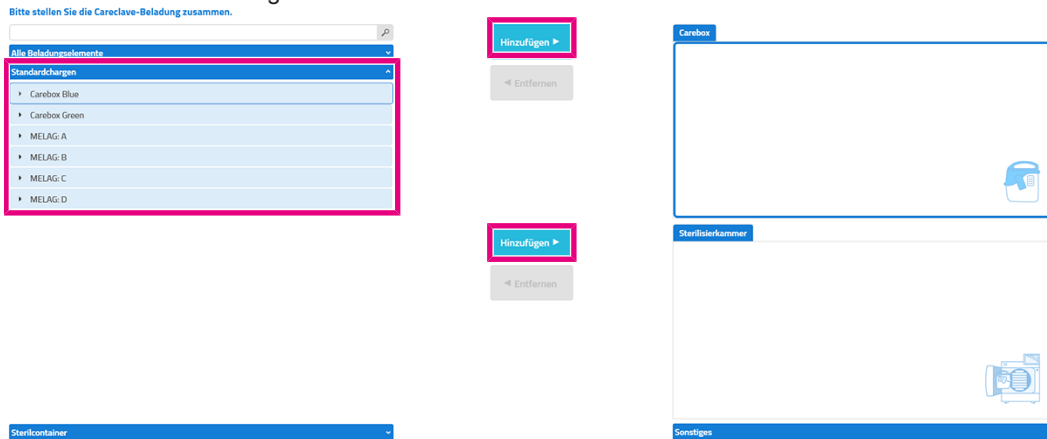 Bitte stellen Sie die Careclave-Beladung zusammen.
Alle Beladungselemente
Standardchargen
Carebox Blue
Carebox Green
MELAG: A
MELAG: B
MELAG: C
MELAG: D
Sterilcontainer
Hinzufügen
Entfernen
Hinzufügen
Entfernen
Carebox
Sterilisierkammer
Sonstiges